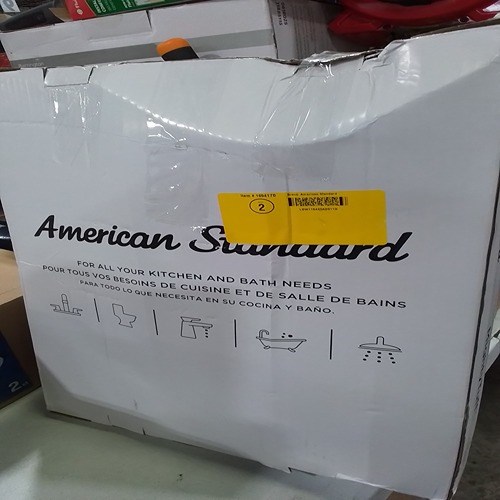 2
American Standard
FOR ALL YOUR KITCHEN AND BATH NEEDS
POUR TOUS VOS BESOINS DE CUISINE ET DE SALLE DE BAINS
PARA TODO LO QUE NECESITA EN SU COCINA Y BAÑO.
2